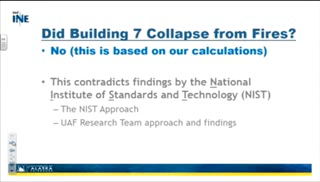 INE
Did Building 7 Collapse from Fires?
• No (this is based on our calculations)
• This contradicts findings by the National
Institute of Standards and Technology (NIST)
– The NIST Approach
– UAF Research Team approach and findings
ALASKA